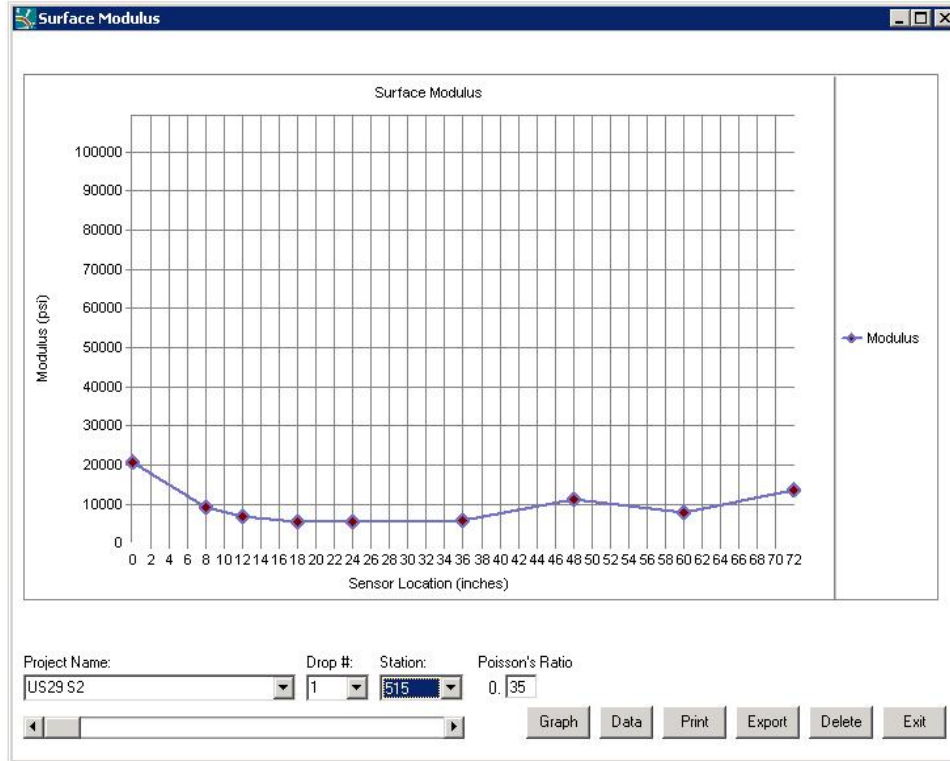 Surface Modulus
Surface Modulus
100000
90000
80000
70000
60000
50000
40000
30000
20000
10000
0
Modulus (psi)
Modulus
0 2 4 6 8 10 12 14 16 18 20 22 24 26 28 30 32 34 36 38 40 42 44 46 48 50 52 54 56 58 60 62 64 66 68 70 72
Sensor Location (inches)
Project Name: Drop #: Station: Poisson's Ratio
US29 S2 1 515 0. 35
Graph Data Print Export Delete Exit